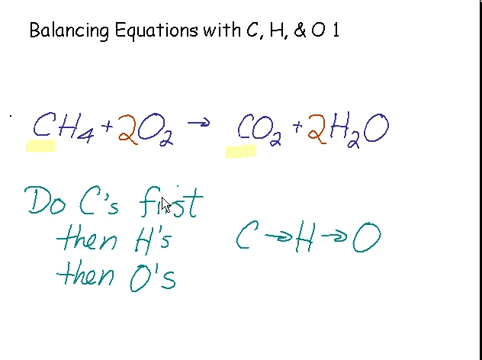 Balancing Equations with C, H, & O 1
CH4 + 2O2 → CO2 + 2H2O
Do C's first
then H's
then O's
C → H → O